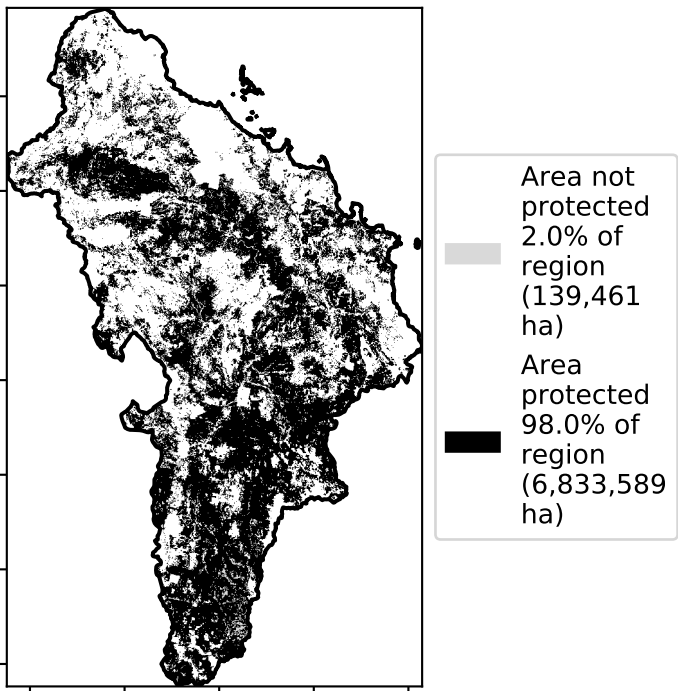 Area not
protected
2.0% of
region
(139,461
ha)
Area
protected
98.0% of
region
(6,833,589
ha)